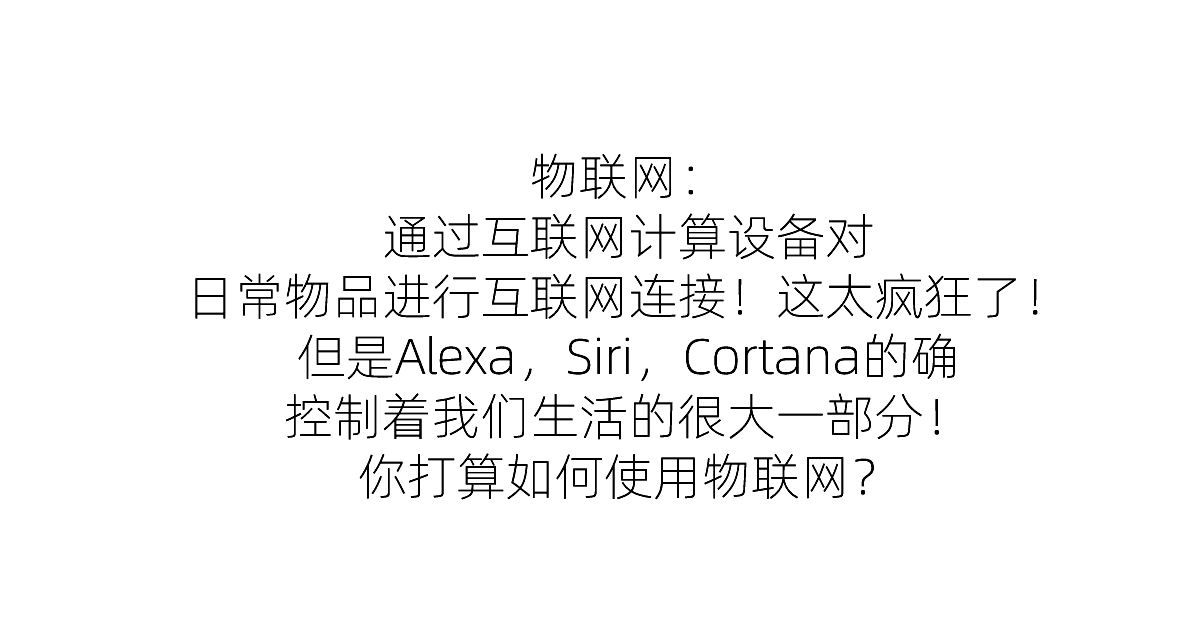 物联网：
通过互联网计算设备对
日常物品进行互联网连接！这太疯狂了！
但是Alexa，Siri，Cortana的确
控制着我们生活的很大一部分！
你打算如何使用物联网？